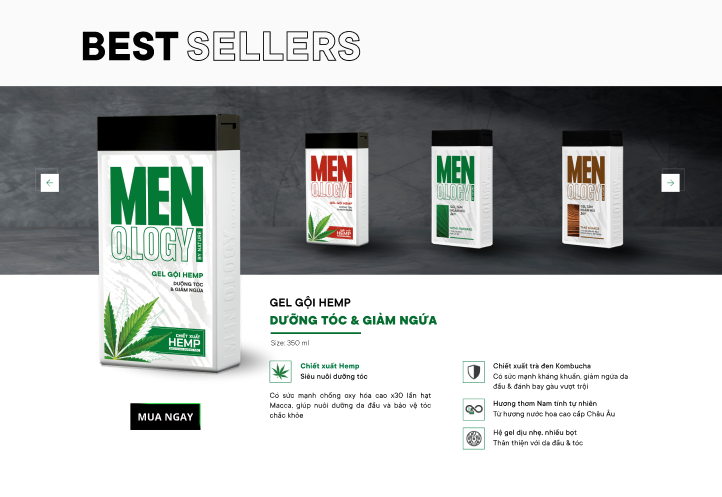 BEST SELLERS
MEN
O.LOGY
BY NATURE
GEL GỘI HEMP
DƯỠNG TÓC
& GIẢM NGỨA
CHIẾT XUẤT
HEMP
MEN
O.LOGY
GEL GỘI HEMP
HEMP
MEN
O.LOGY
MEN
O.LOGY
GEL GỘI HEMP
DƯỠNG TÓC & GIẢM NGỨA
Size: 350 ml
Chiết xuất Hemp
Siêu nuôi dưỡng tóc
Có sức mạnh chống oxy hóa cao x30 lần hạt
Macca, giúp nuôi dưỡng da đầu và bảo vệ tóc
chắc khỏe
Chiết xuất trà đen Kombucha
Có sức mạnh kháng khuẩn, giảm ngứa da
đầu & đánh bay gàu vượt trội
Hương thơm Nam tính tự nhiên
Từ hương nước hoa cao cấp Châu Âu
Hệ gel dịu nhẹ, nhiều bọt
Thân thiện với da đầu & tóc
MUA NGAY